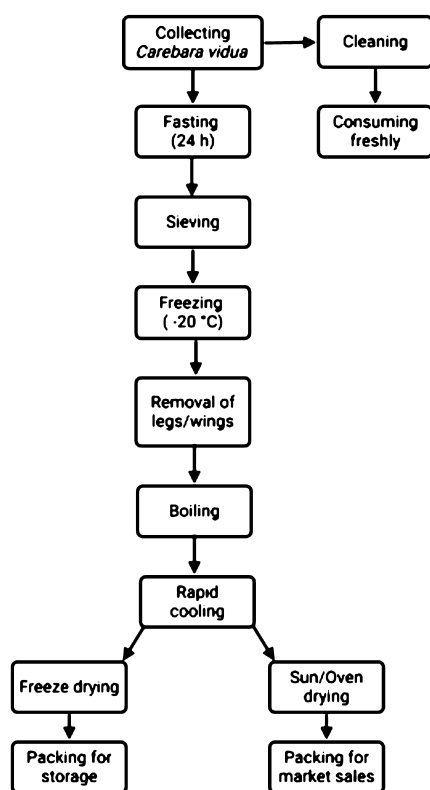 Collecting
Carebara vidua
Cleaning
Fasting
(24 h)
Consuming
freshly
Sieving
Freezing
( -20 °C)
Removal of
legs/wings
Boiling
Rapid
cooling
Freeze drying
Sun/Oven
drying
Packing for
storage
Packing for
market sales